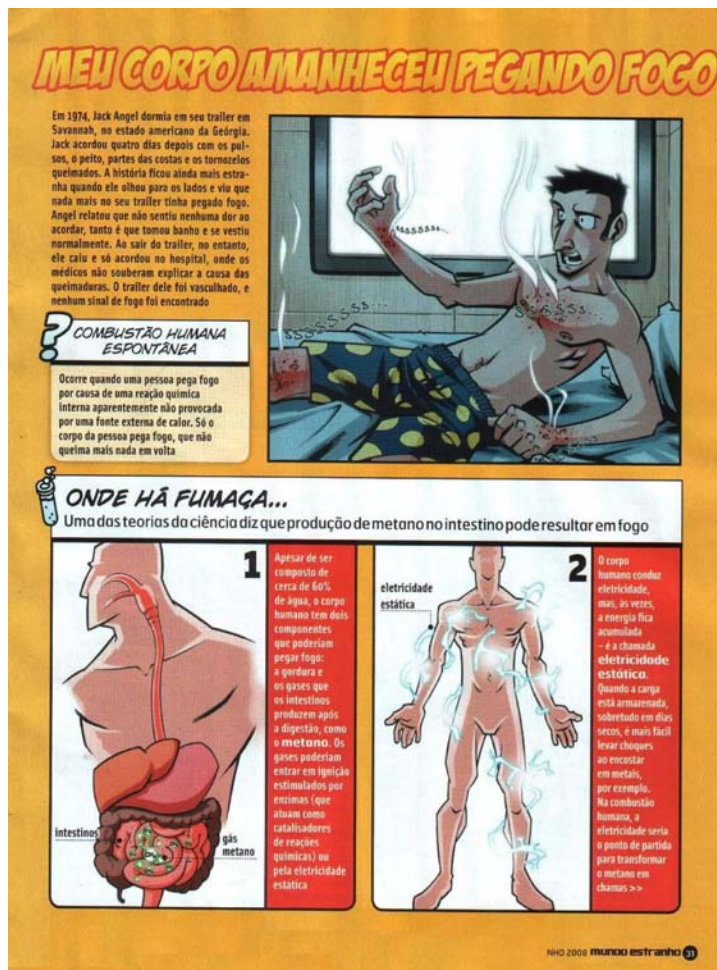 MEU CORPO AMANHECEU PEGANDO FOGO
Em 1974, Jack Angel dormia em seu trailer em
Savannah, no estado americano da Geórgia.
Jack acordou quatro dias depois com os pul-
sos, o peito, partes das costas e os tornozelos
queimados. A história ficou ainda mais estra-
nha quando ele olhou para os lados e viu que
nada mais no seu trailer tinha pegado fogo.
Angel relatou que não sentiu nenhuma dor ao
acordar, tanto é que tomou banho e se vestiu
normalmente. Ao sair do trailer, no entanto,
ele caiu e só acordou no hospital, onde os
médicos não souberam explicar a causa das
queimaduras. O trailer dele foi vasculhado, e
nenhum sinal de fogo foi encontrado
?
COMBUSTÃO HUMANA
ESPONTÂNEA
Ocorre quando uma pessoa pega fogo
por causa de uma reação química
interna aparentemente não provocada
por uma fonte externa de calor. Só o
corpo da pessoa pega fogo, que não
queima mais nada em volta
ONDE HÁ FUMAÇA...
Uma das teorias da ciência diz que produção de metano no intestino pode resultar em fogo
1
Apesar de ser
composto de
cerca de 60%
de água, o corpo
humano tem dois
componentes
que poderiam
pegar fogo:
a gordura e
os gases que
os intestinos
produzem após
a digestão, como
o metano. Os
gases poderiam
entrar em ignição
estimulados por
enzimas (que
atuam como
catalisadores
de reações
químicas) ou
pela eletricidade
estática
intestinos
gás
metano
2
eletricidade
estática
O corpo
humano conduz
eletricidade,
mas, às vezes,
a energia fica
acumulada
– é a chamada
eletricidade
estática.
Quando a carga
está armazenada,
sobretudo em dias
secos, é mais fácil
levar choques
ao encostar
em metais,
por exemplo.
Na combustão
humana, a
eletricidade seria
o ponto de partida
para transformar
o metano em
chamas >>
NHO 2008 mundo estranho 31